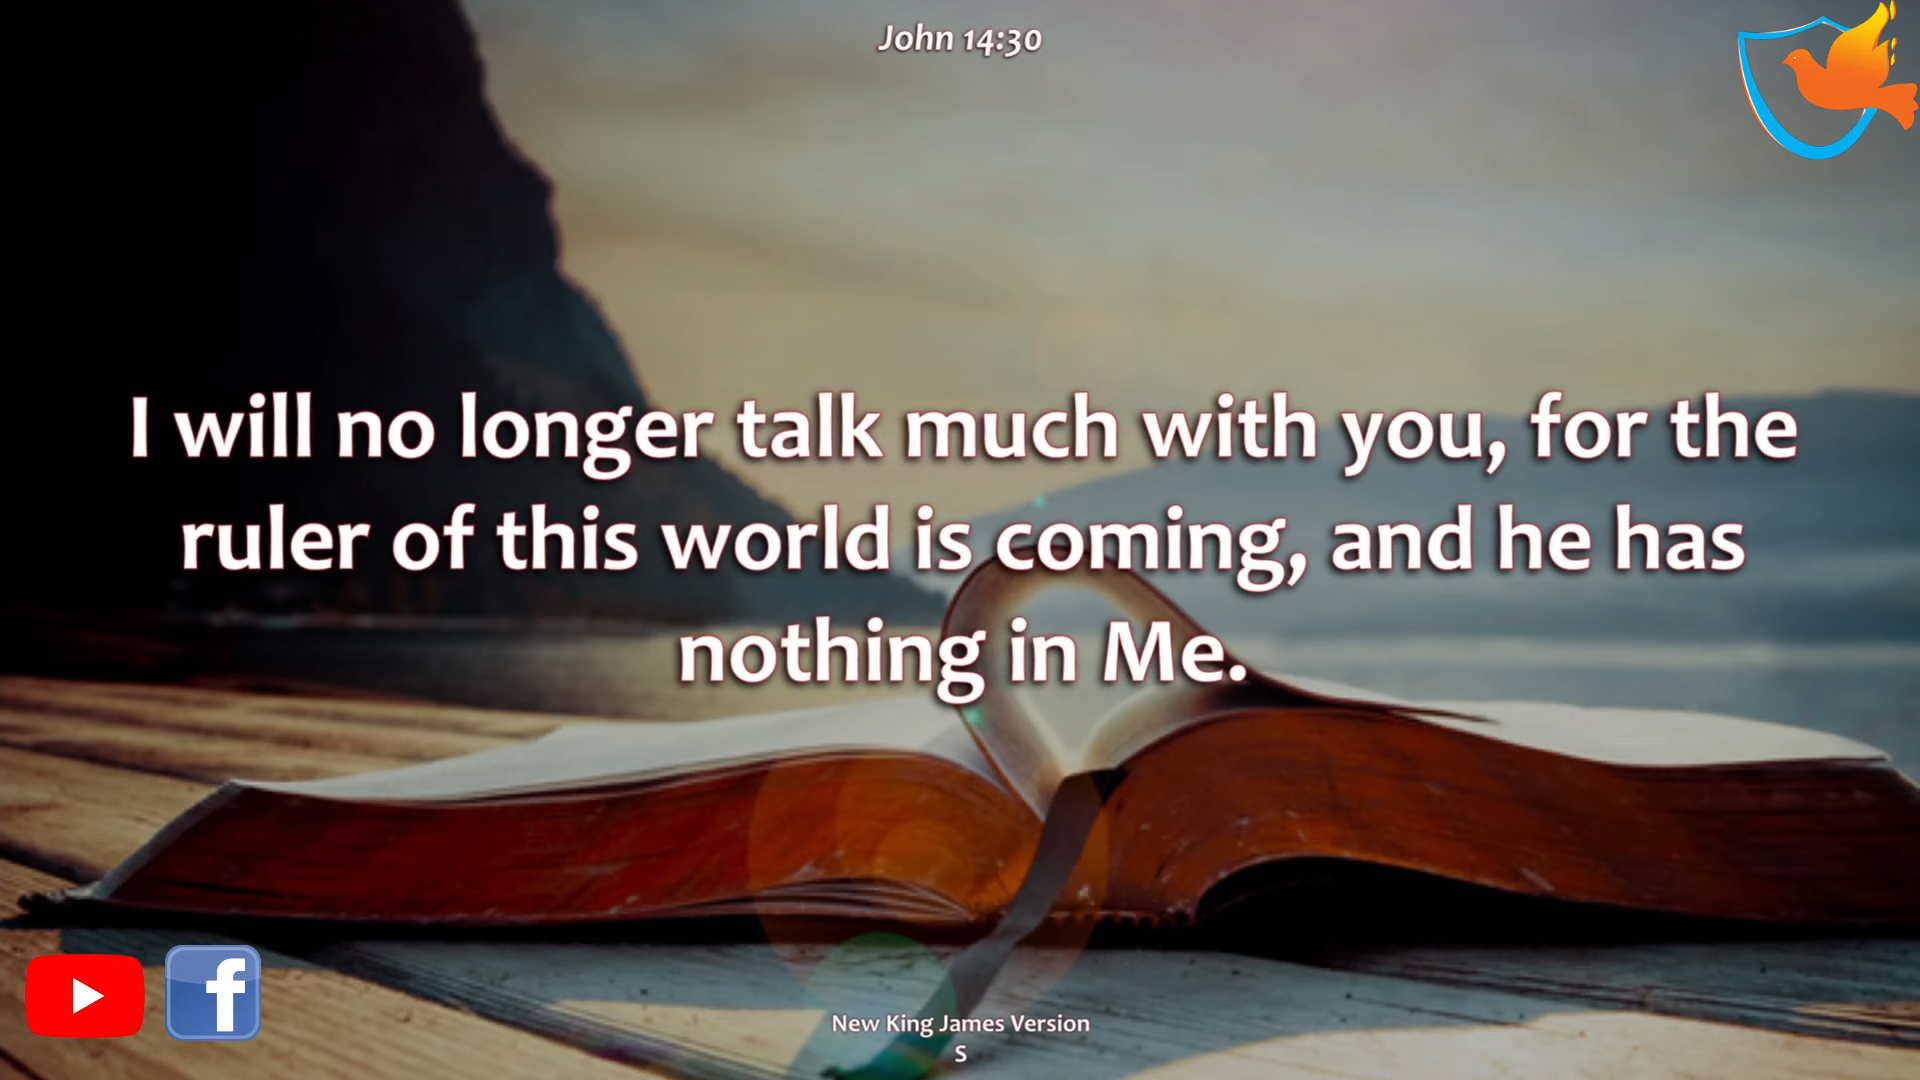 John 14:30
I will no longer talk much with you, for the
ruler of this world is coming, and he has
nothing in Me.
f
New King James Version
S